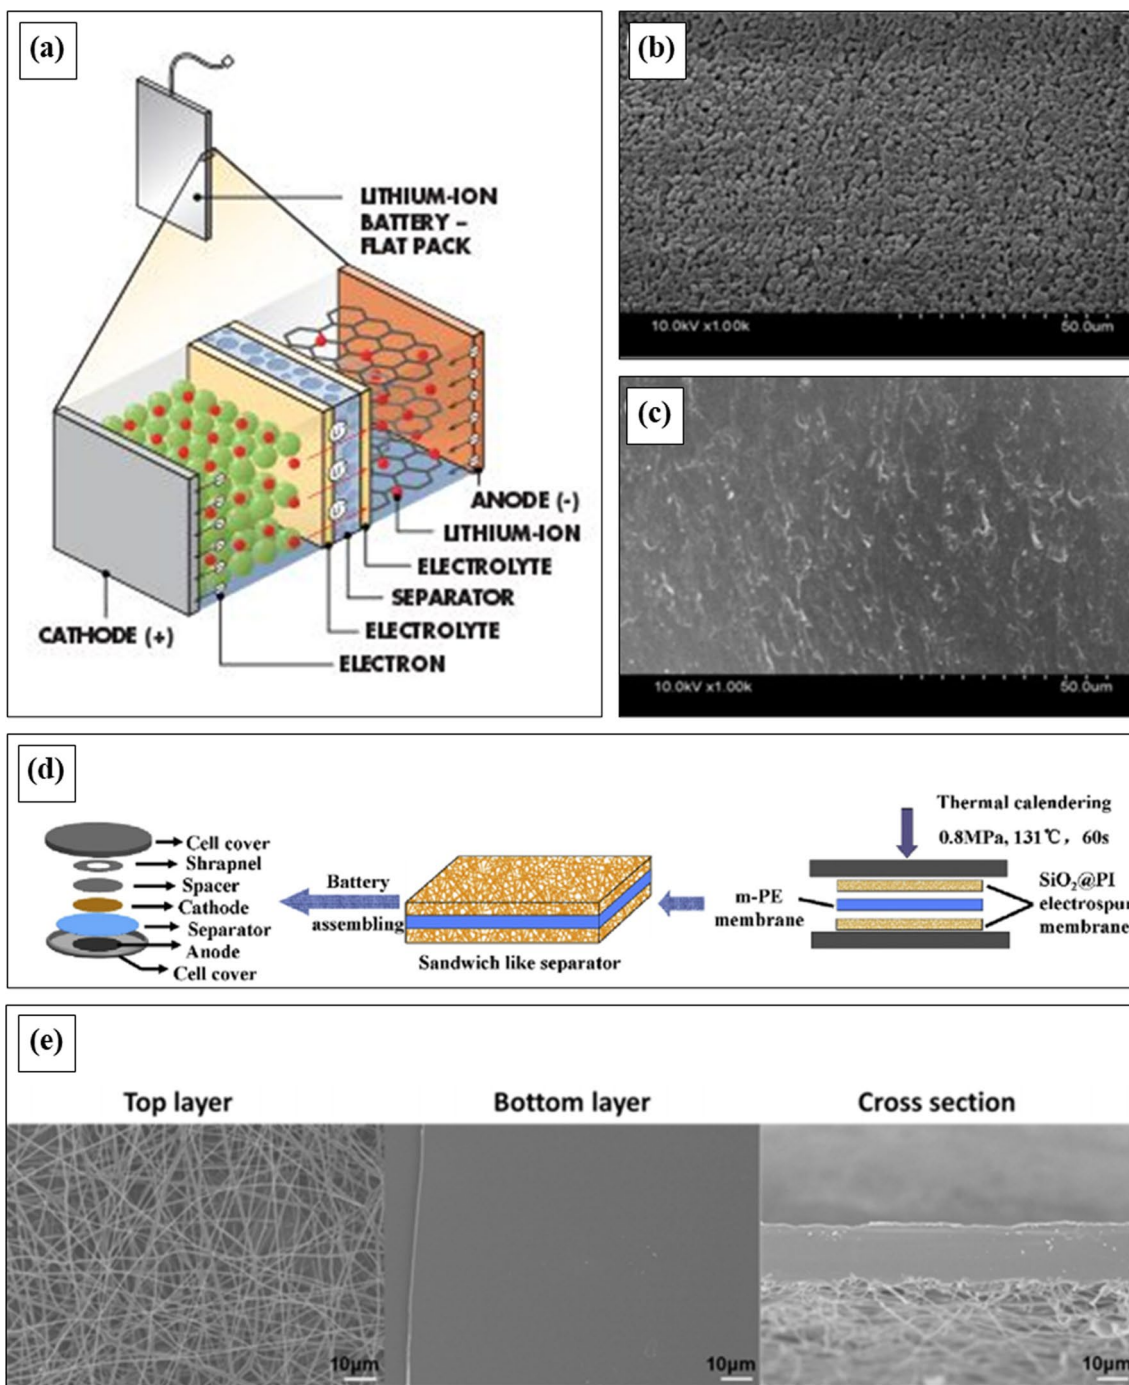 (a)
LITHIUM-ION
BATTERY –
FLAT PACK
ANODE (-)
LITHIUM-ION
ELECTROLYTE
SEPARATOR
ELECTROLYTE
ELECTRON
CATHODE (+)
(b)
10.0kV x1.00k 50.0um
(c)
10.0kV x1.00k 50.0um
(d)
Cell cover
Shrapnel
Spacer
Cathode
Separator
Anode
Cell cover
Battery
assembling
Sandwich like separator
m-PE
membrane
Thermal calendering
0.8MPa, 131℃, 60s
SiO₂@PI
electrospun
membrane
(e)
Top layer Bottom layer Cross section
10μm 10μm 10μm